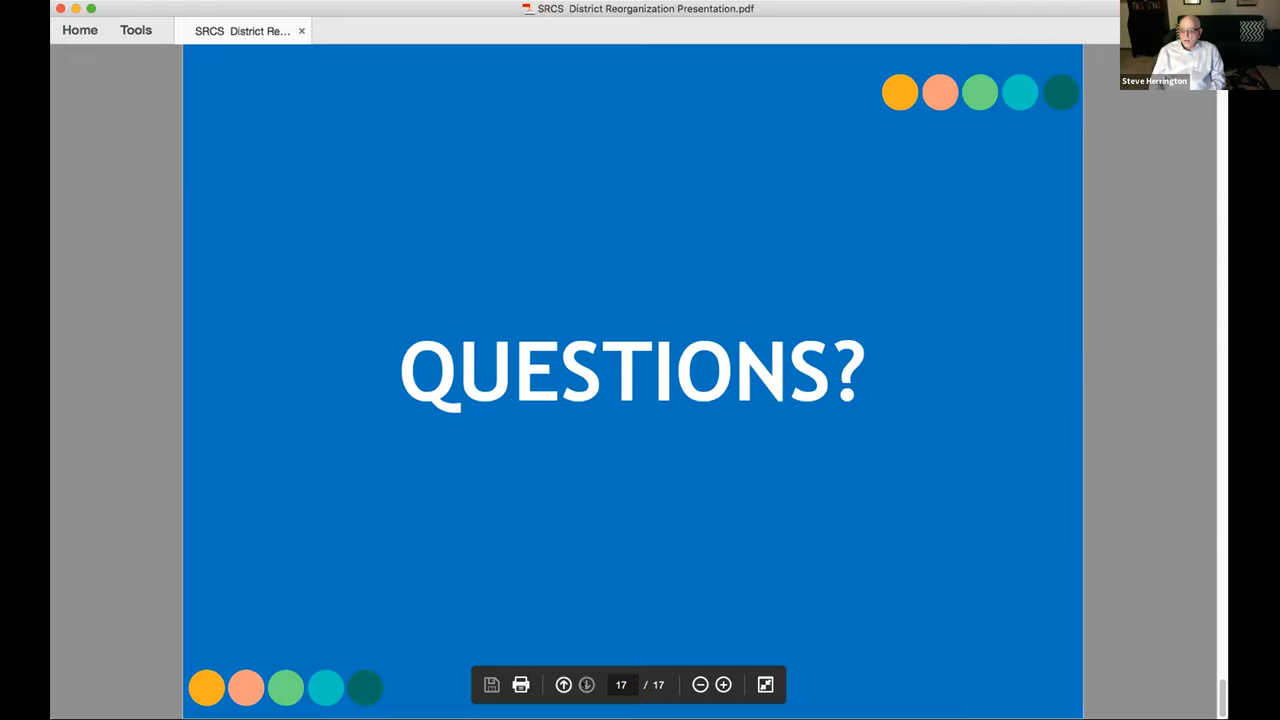 SRCS District Reorganization Presentation.pdf
Home
Tools
SRCS District Re... ×
Steve Herrington
QUESTIONS?
17 / 17